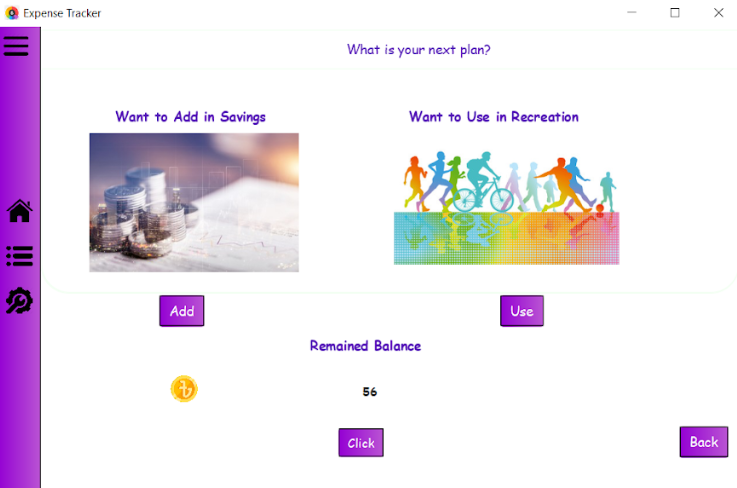 Expense Tracker
What is your next plan?
Want to Add in Savings
Want to Use in Recreation
Add
Use
Remained Balance
৳
56
Click
Back